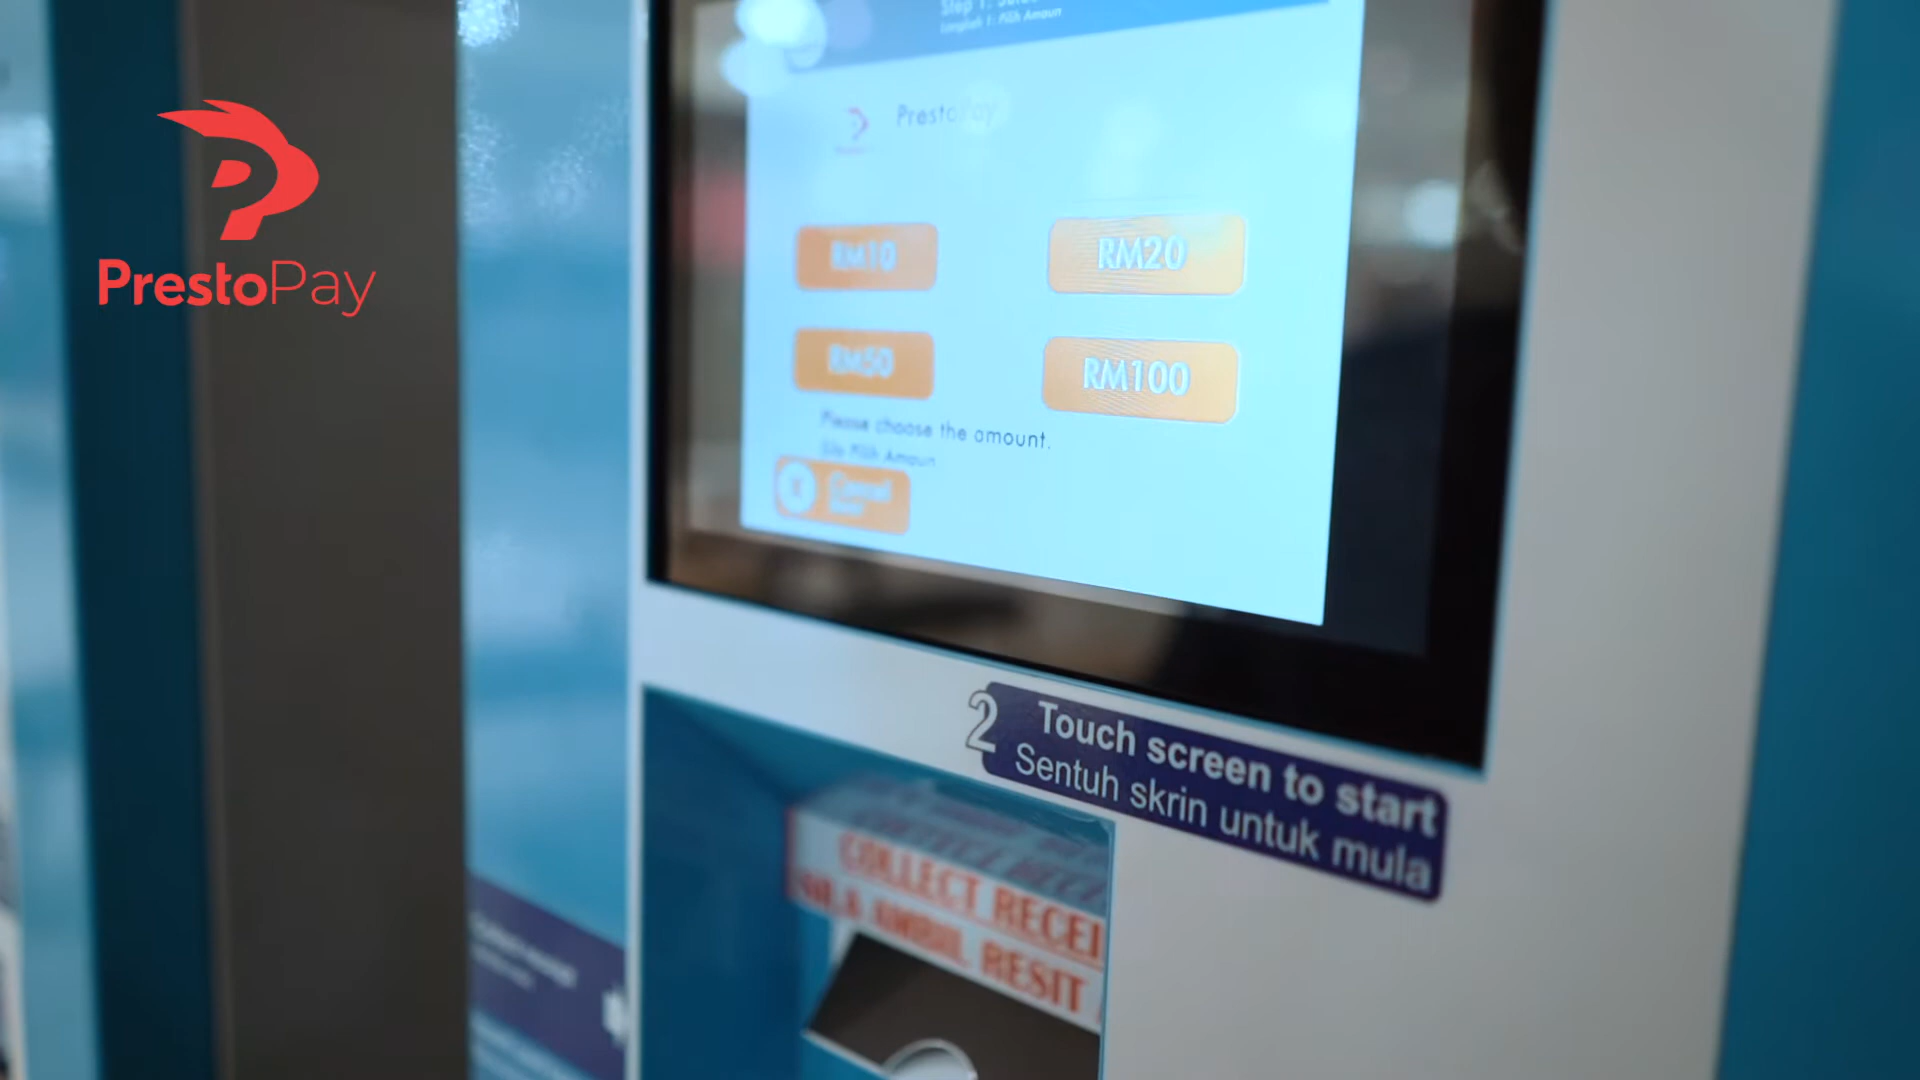 PrestoPay
Step 1:
Langkah 1: Pilih Amaun
PrestoPay
RM10
RM20
RM50
RM100
Please choose the amount.
Sila Pilih Amaun
Cancel
2
Touch screen to start
Sentuh skrin untuk mula
COLLECT RECEI
AMBIL RESIT